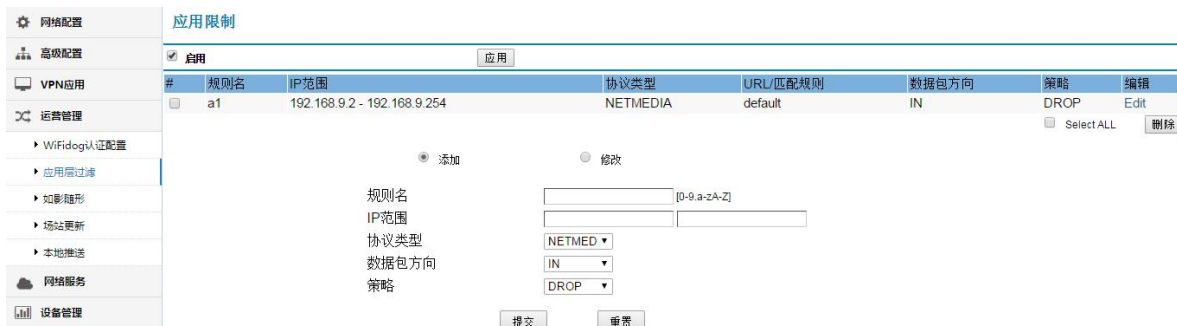 网络配置
高级配置
VPN应用
运营管理
WiFidog认证配置
应用层过滤
如影随形
场站更新
本地推送
网络服务
设备管理
应用限制
启用 应用
# 规则名 IP范围 协议类型 URL/匹配规则 数据包方向 策略 编辑
a1 192.168.9.2 - 192.168.9.254 NETMEDIA default IN DROP Edit
Select ALL 删除
添加 修改
规则名 [0-9.a-zA-Z]
IP范围
协议类型 NETMED
数据包方向 IN
策略 DROP
提交 重置